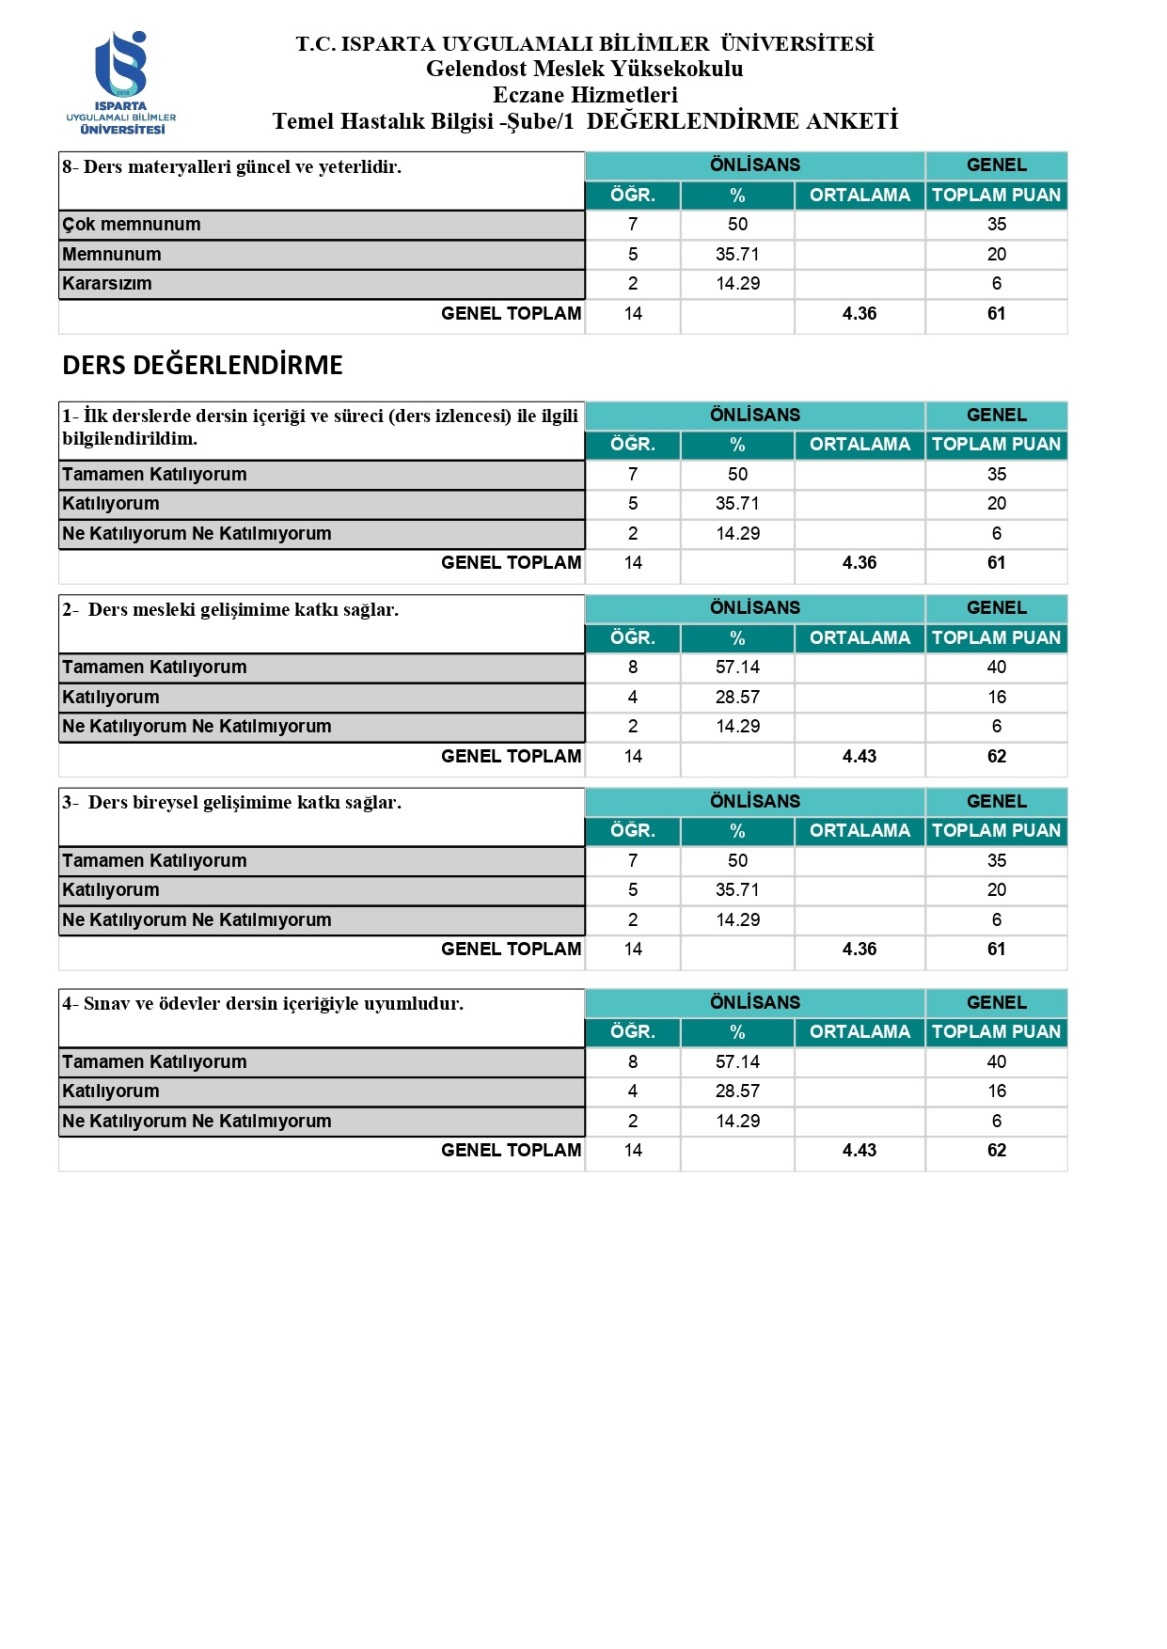 T.C. ISPARTA UYGULAMALI BİLİMLER ÜNİVERSİTESİ
Gelendost Meslek Yüksekokulu
Eczane Hizmetleri
Temel Hastalık Bilgisi -Şube/1 DEĞERLENDİRME ANKETİ
ISPARTA
UYGULAMALI BİLİMLER
ÜNİVERSİTESİ
8- Ders materyalleri güncel ve yeterlidir. ÖNLİSANS GENEL
ÖĞR. % ORTALAMA TOPLAM PUAN
Çok memnunum 7 50 35
Memnunum 5 35.71 20
Kararsızım 2 14.29 6
GENEL TOPLAM 14 4.36 61
DERS DEĞERLENDİRME
1- İlk derslerde dersin içeriği ve süreci (ders izlencesi) ile ilgili ÖNLİSANS GENEL
bilgilendirildim. ÖĞR. % ORTALAMA TOPLAM PUAN
Tamamen Katılıyorum 7 50 35
Katılıyorum 5 35.71 20
Ne Katılıyorum Ne Katılmıyorum 2 14.29 6
GENEL TOPLAM 14 4.36 61
2- Ders mesleki gelişimime katkı sağlar. ÖNLİSANS GENEL
ÖĞR. % ORTALAMA TOPLAM PUAN
Tamamen Katılıyorum 8 57.14 40
Katılıyorum 4 28.57 16
Ne Katılıyorum Ne Katılmıyorum 2 14.29 6
GENEL TOPLAM 14 4.43 62
3- Ders bireysel gelişimime katkı sağlar. ÖNLİSANS GENEL
ÖĞR. % ORTALAMA TOPLAM PUAN
Tamamen Katılıyorum 7 50 35
Katılıyorum 5 35.71 20
Ne Katılıyorum Ne Katılmıyorum 2 14.29 6
GENEL TOPLAM 14 4.36 61
4- Sınav ve ödevler dersin içeriğiyle uyumludur. ÖNLİSANS GENEL
ÖĞR. % ORTALAMA TOPLAM PUAN
Tamamen Katılıyorum 8 57.14 40
Katılıyorum 4 28.57 16
Ne Katılıyorum Ne Katılmıyorum 2 14.29 6
GENEL TOPLAM 14 4.43 62